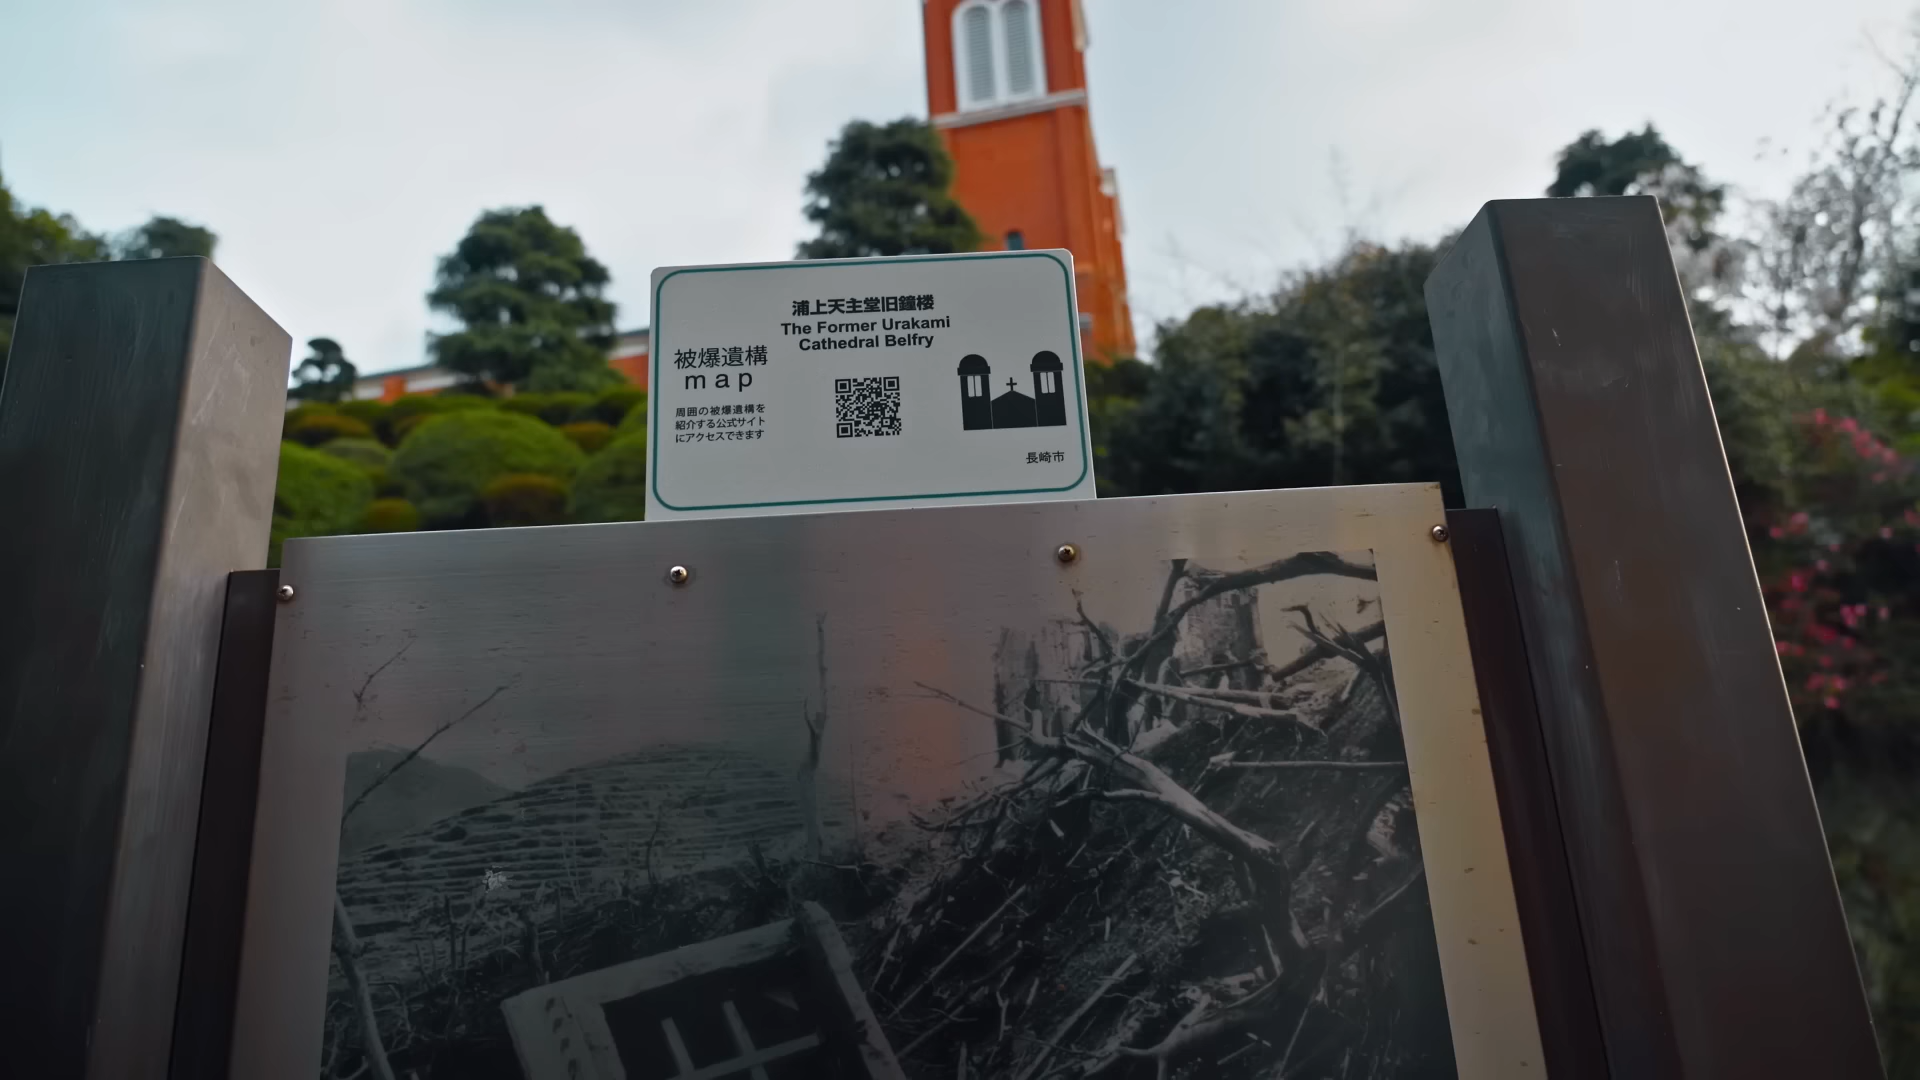 浦上天主堂旧鐘楼
The Former Urakami
Cathedral Belfry
被爆遺構
map
周囲の被爆遺構を
紹介する公式サイト
にアクセスできます
長崎市